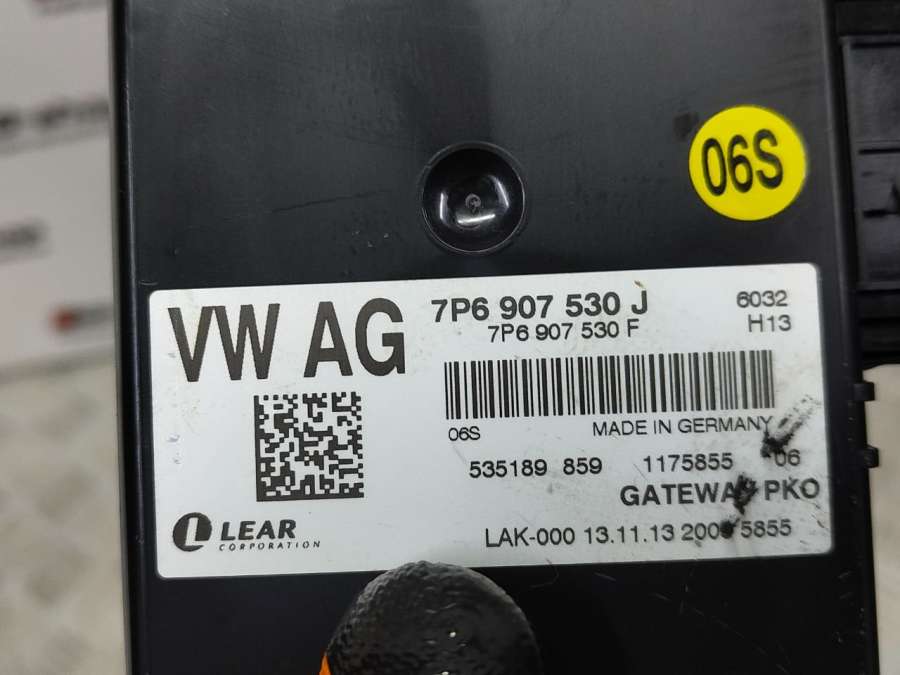 06S
VW AG
7P6 907 530 J
7P6 907 530 F
6032
H13
06S
MADE IN GERMANY
535189 859 1175855 06
GATEWAY PKO
LEAR
CORPORATION
LAK-000 13.11.13 5855